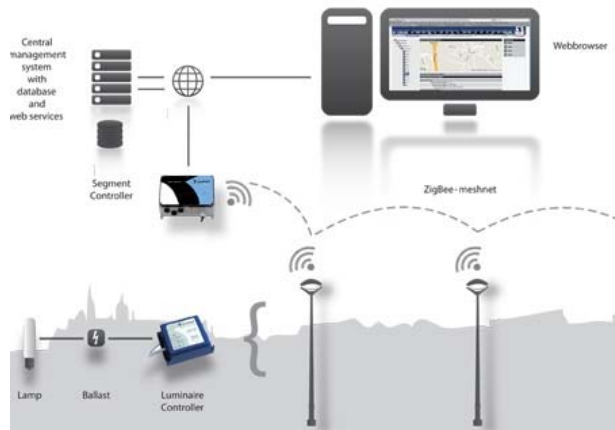 Central
management
system
with
database
and
web services
Webbrowser
Segment
Controller
ZigBee-meshnet
Lamp
Ballast
Luminaire
Controller